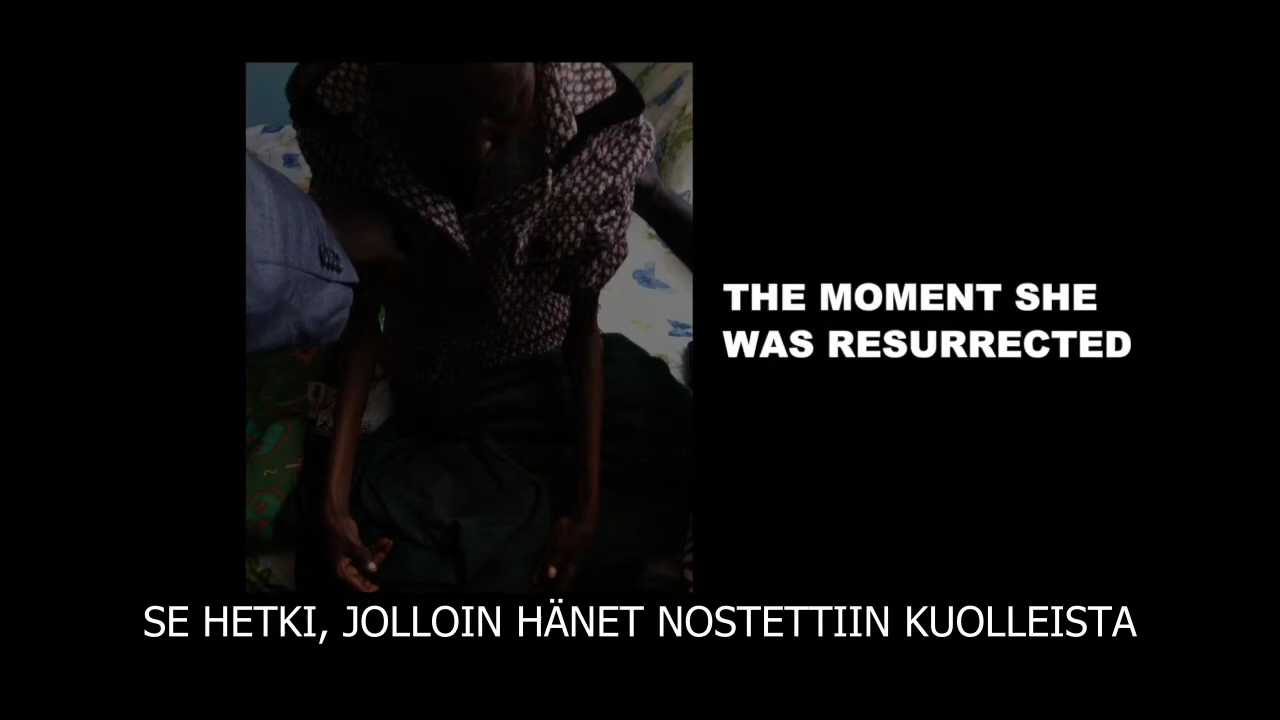 THE MOMENT SHE
WAS RESURRECTED
SE HETKI, JOLLOIN HÄNET NOSTETTIIN KUOLLEISTA